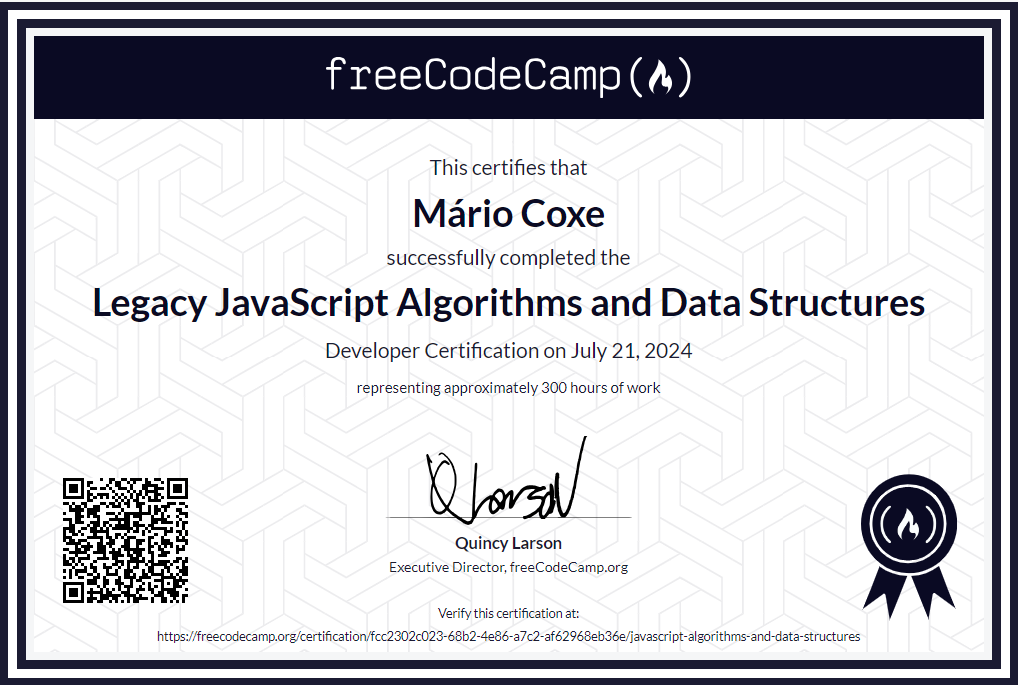 freeCodeCamp
This certifies that
Mário Coxe
successfully completed the
Legacy JavaScript Algorithms and Data Structures
Developer Certification on July 21, 2024
representing approximately 300 hours of work
QLarson
Quincy Larson
Executive Director, freeCodeCamp.org
Verify this certification at:
https://freecodecamp.org/certification/fcc2302c023-68b2-4e86-a7c2-af62968eb36e/javascript-algorithms-and-data-structures